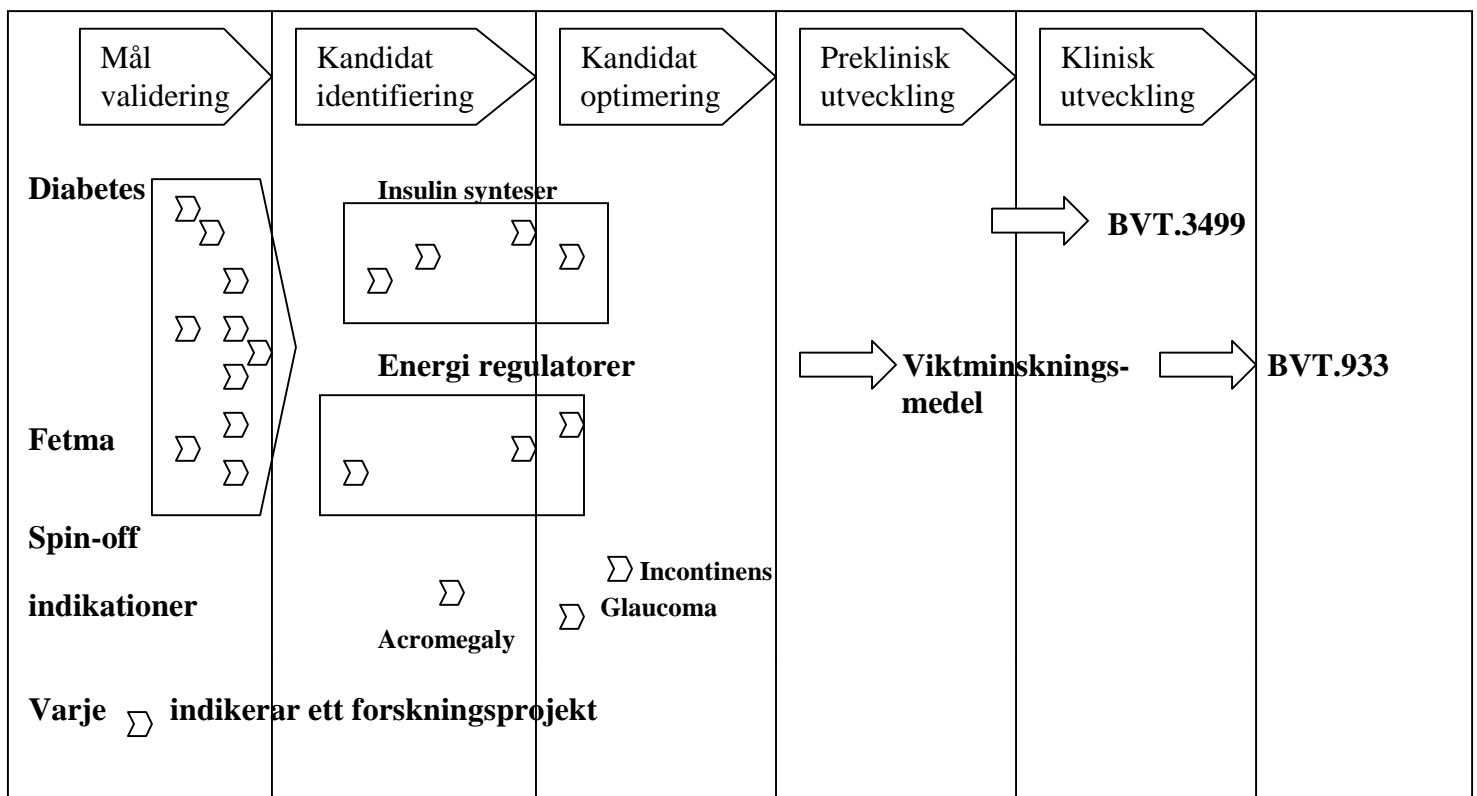 Mål
validering
Kandidat
identifiering
Kandidat
optimering
Preklinisk
utveckling
Klinisk
utveckling
Diabetes
Insulin synteser
BVT.3499
Energi regulatorer
Viktminsknings-
medel
BVT.933
Fetma
Spin-off
indikationer
Incontinens
Glaucoma
Acromegaly
Varje indikerar ett forskningsprojekt